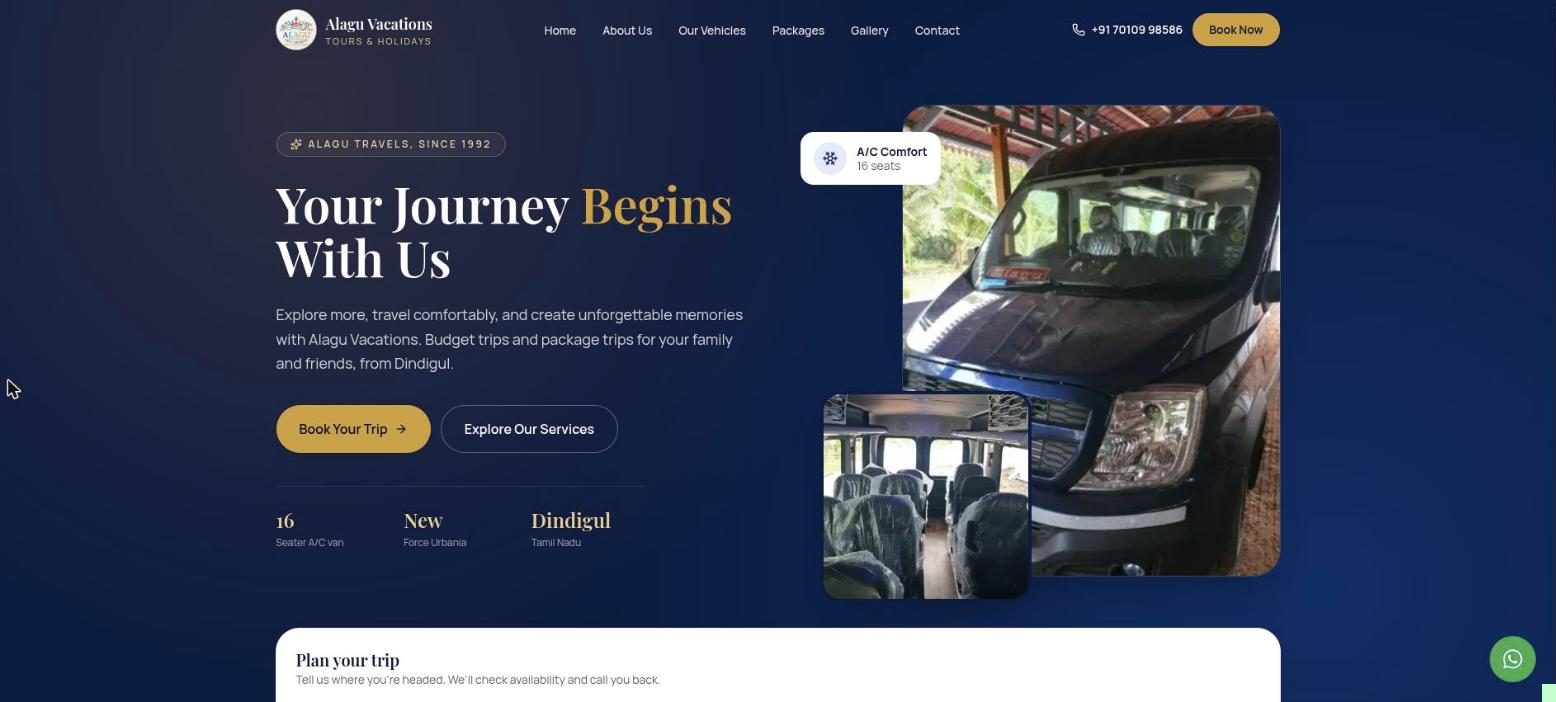 Alagu Vacations
TOURS & HOLIDAYS
Home
About Us
Our Vehicles
Packages
Gallery
Contact
+91 70109 98586
Book Now
ALAGU TRAVELS, SINCE 1992
Your Journey Begins
With Us
Explore more, travel comfortably, and create unforgettable memories
with Alagu Vacations. Budget trips and package trips for your family
and friends, from Dindigul.
Book Your Trip
Explore Our Services
16
Seater A/C van
New
Force Urbania
Dindigul
Tamil Nadu
A/C Comfort
16 seats
Plan your trip
Tell us where you're headed. We'll check availability and call you back.